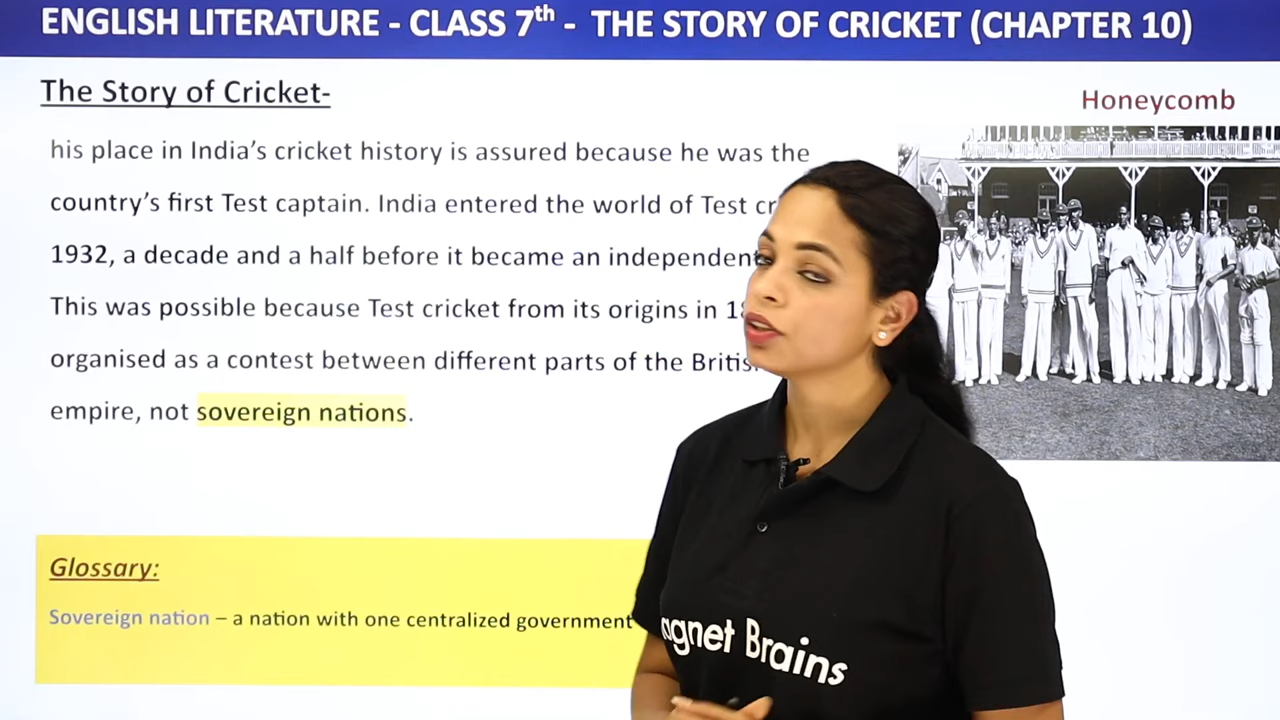 ENGLISH LITERATURE - CLASS 7th - THE STORY OF CRICKET (CHAPTER 10)
The Story of Cricket-
Honeycomb
his place in India’s cricket history is assured because he was the
country’s first Test captain. India entered the world of Test
1932, a decade and a half before it became an independent
This was possible because Test cricket from its origins in
organised as a contest between different parts of the
empire, not sovereign nations.
Glossary:
Sovereign nation – a nation with one centralized government
Brains